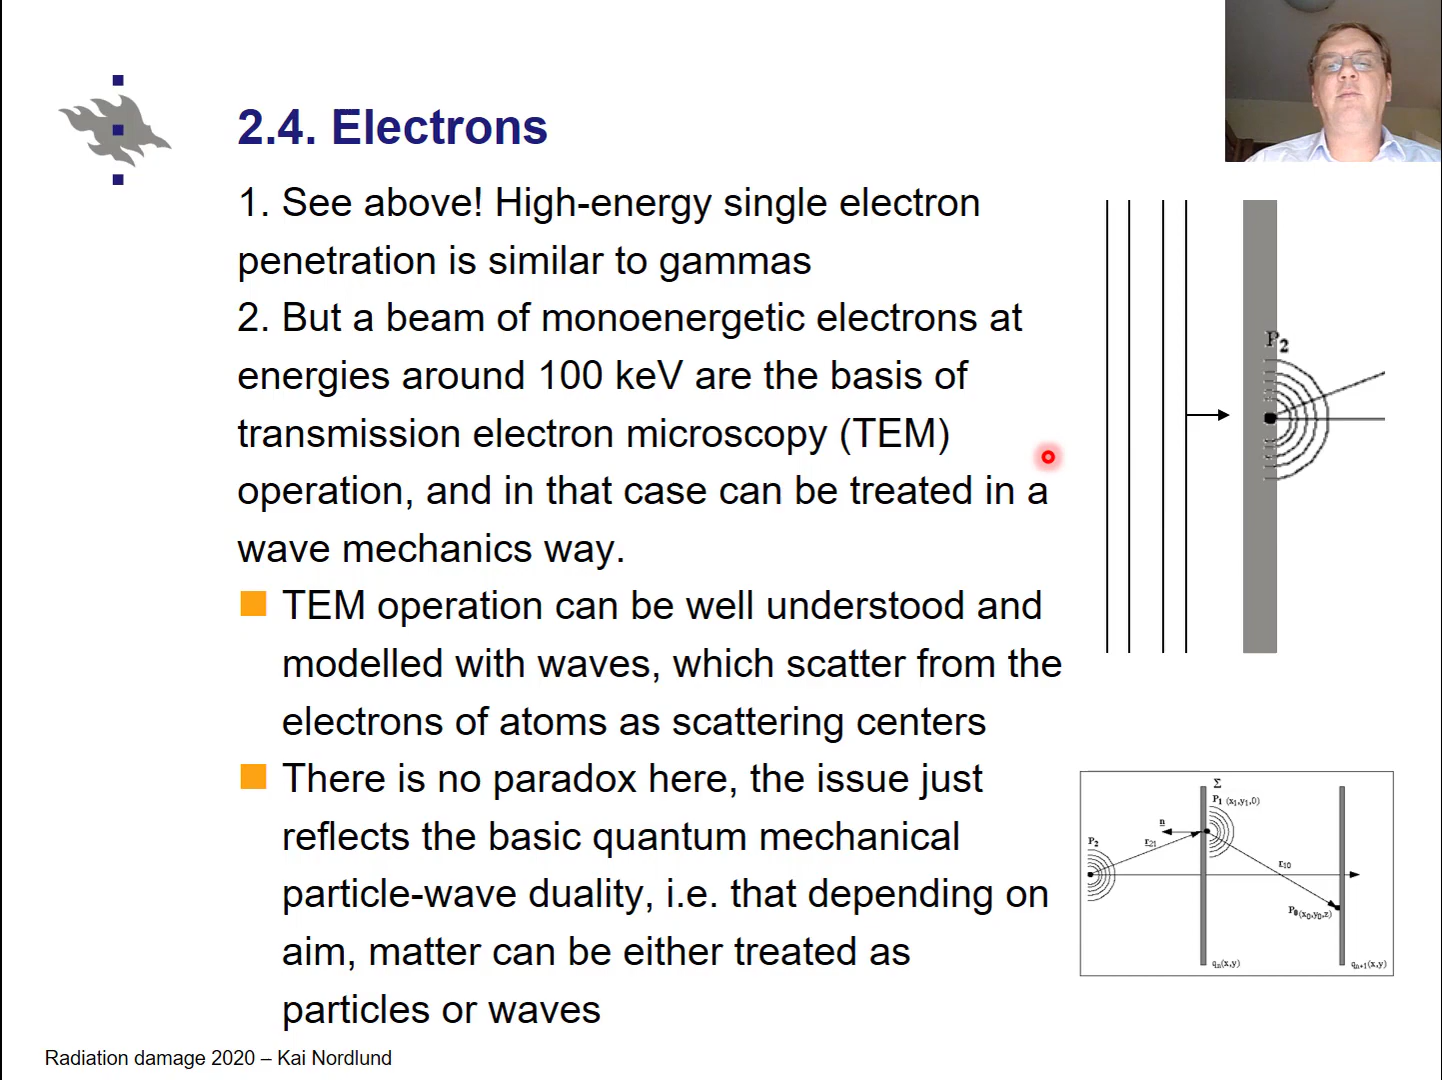 2.4. Electrons
1. See above! High-energy single electron
penetration is similar to gammas
2. But a beam of monoenergetic electrons at
energies around 100 keV are the basis of
transmission electron microscopy (TEM)
operation, and in that case can be treated in a
wave mechanics way.
TEM operation can be well understood and
modelled with waves, which scatter from the
electrons of atoms as scattering centers
There is no paradox here, the issue just
reflects the basic quantum mechanical
particle-wave duality, i.e. that depending on
aim, matter can be either treated as
particles or waves
P2
Σ
P1 (x1,y1,0)
n
P2
r21
r10
P0(x0,y0,z)
qn(x,y)
qn+1(x,y)
Radiation damage 2020 – Kai Nordlund